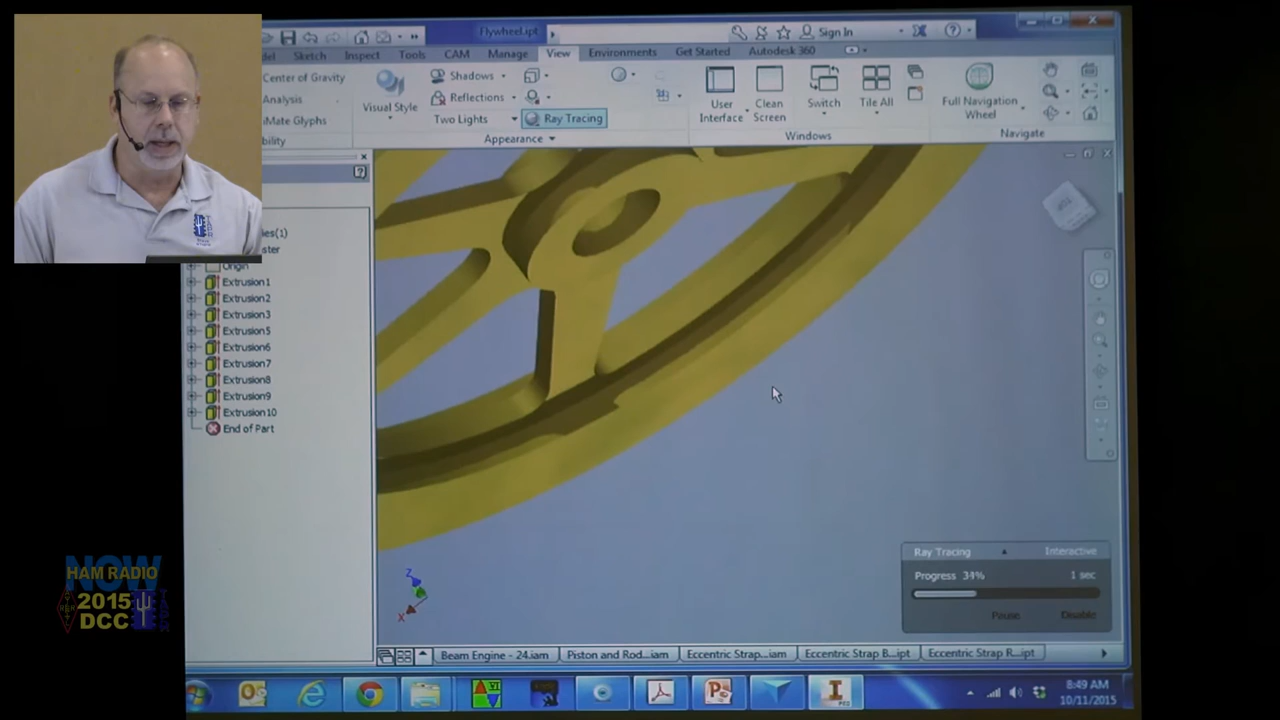 Flywheel.ipt
Sign In
Sketch Inspect Tools CAM Manage View Environments Get Started Autodesk 360
Center of Gravity
Analysis
iMate Glyphs
Visual Style
Shadows
Reflections
Two Lights
Ray Tracing
Appearance
User Interface
Clean Screen
Switch
Tile All
Windows
Full Navigation Wheel
Navigate
Origin
Extrusion1
Extrusion2
Extrusion3
Extrusion5
Extrusion6
Extrusion7
Extrusion8
Extrusion9
Extrusion10
End of Part
Z
X
Ray Tracing Interactive
Progress 34% 1 sec
Pause Disable
Beam Engine - 24.iam Piston and Rod...iam Eccentric Strap...iam Eccentric Strap B...ipt Eccentric Strap R...ipt
8:49 AM
10/11/2015
NOW
HAM RADIO
2015
DCC
TAPR